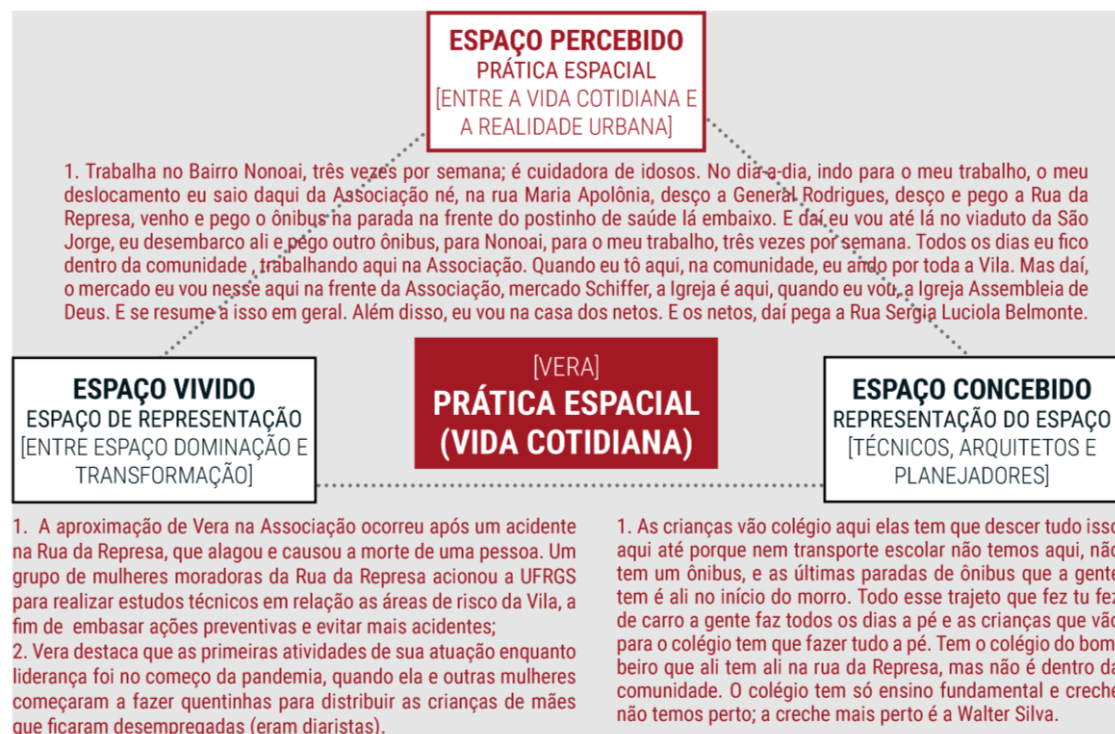 ESPAÇO PERCEBIDO
PRÁTICA ESPACIAL
[ENTRE A VIDA COTIDIANA E
A REALIDADE URBANA]
1. Trabalha no Bairro Nonoai, três vezes por semana; é cuidadora de idosos. No dia-a-dia, indo para o meu trabalho, o meu
deslocamento eu saio daqui da Associação né, na rua Maria Apolônia, desço a General Rodrigues, desço e pego a Rua da
Represa, venho e pego o ônibus na parada na frente do postinho de saúde lá embaixo. E daí eu vou até lá no viaduto da São
Jorge, eu desembarco ali e pego outro ônibus, para Nonoai, para o meu trabalho, três vezes por semana. Todos os dias eu fico
dentro da comunidade , trabalhando aqui na Associação. Quando eu tô aqui, na comunidade, eu ando por toda a Vila. Mas daí,
o mercado eu vou nesse aqui na frente da Associação, mercado Schiffer, a Igreja é aqui, quando eu vou, a Igreja Assembleia de
Deus. E se resume a isso em geral. Além disso, eu vou na casa dos netos. E os netos, daí pega a Rua Sergia Luciola Belmonte.
[VERA]
PRÁTICA ESPACIAL
(VIDA COTIDIANA)
ESPAÇO VIVIDO
ESPAÇO DE REPRESENTAÇÃO
[ENTRE ESPAÇO DOMINAÇÃO E
TRANSFORMAÇÃO]
ESPAÇO CONCEBIDO
REPRESENTAÇÃO DO ESPAÇO
[TÉCNICOS, ARQUITETOS E
PLANEJADORES]
1. A aproximação de Vera na Associação ocorreu após um acidente
na Rua da Represa, que alagou e causou a morte de uma pessoa. Um
grupo de mulheres moradoras da Rua da Represa acionou a UFRGS
para realizar estudos técnicos em relação as áreas de risco da Vila, a
fim de embasar ações preventivas e evitar mais acidentes;
2. Vera destaca que as primeiras atividades de sua atuação enquanto
liderança foi no começo da pandemia, quando ela e outras mulheres
começaram a fazer quentinhas para distribuir as crianças de mães
que ficaram desempregadas (eram diaristas).
1. As crianças vão colégio aqui elas tem que descer tudo isso
aqui até porque nem transporte escolar não temos aqui, não
tem um ônibus, e as últimas paradas de ônibus que a gente
tem é ali no início do morro. Todo esse trajeto que fez tu fez
de carro a gente faz todos os dias a pé e as crianças que vão
para o colégio tem que fazer tudo a pé. Tem o colégio do bom
beiro que ali tem ali na rua da Represa, mas não é dentro da
comunidade. O colégio tem só ensino fundamental e creche
não temos perto; a creche mais perto é a Walter Silva.